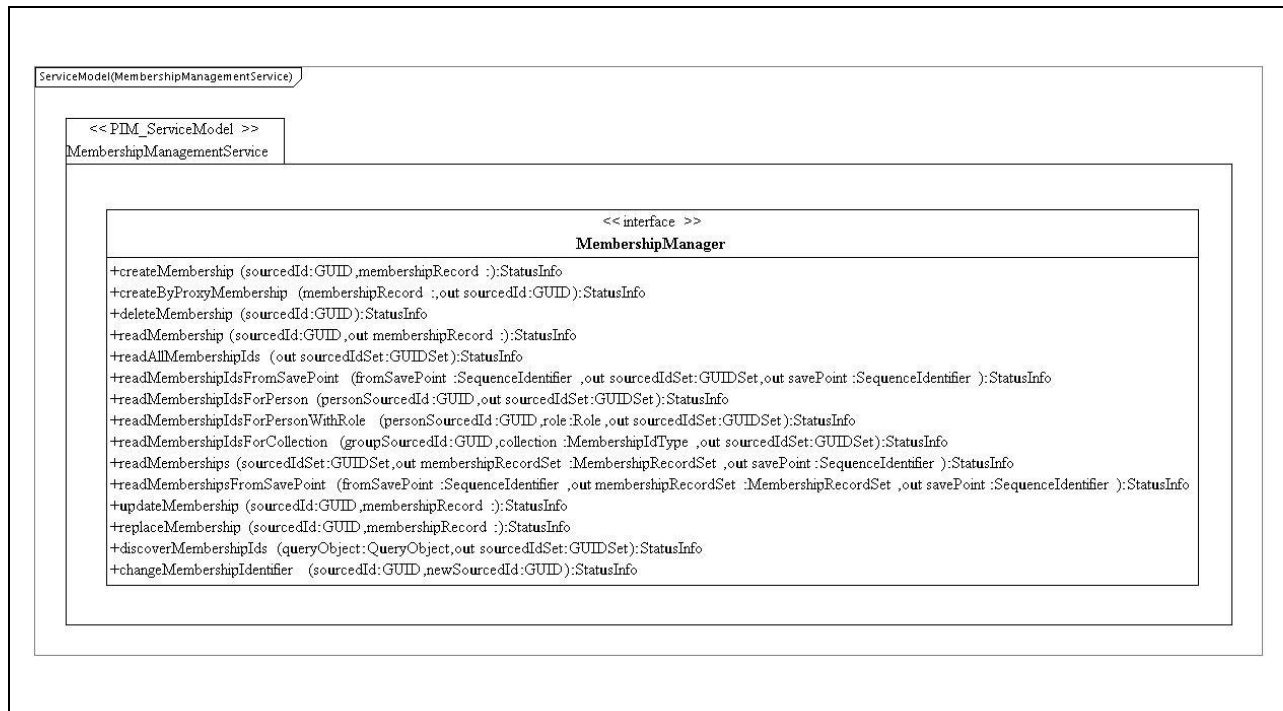 ServiceModel(MembershipManagementService)
<< PIM_ServiceModel >>
MembershipManagementService
<< interface >>
MembershipManager
+createMembership (sourcedId:GUID,membershipRecord :):StatusInfo
+createByProxyMembership (membershipRecord :,out sourcedId:GUID):StatusInfo
+deleteMembership (sourcedId:GUID):StatusInfo
+readMembership (sourcedId:GUID,out membershipRecord :):StatusInfo
+readAllMembershipIds (out sourcedIdSet:GUIDSet):StatusInfo
+readMembershipIdsFromSavePoint (fromSavePoint :SequenceIdentifier ,out sourcedIdSet:GUIDSet,out savePoint :SequenceIdentifier ):StatusInfo
+readMembershipIdsForPerson (personSourcedId:GUID,out sourcedIdSet:GUIDSet):StatusInfo
+readMembershipIdsForPersonWithRole (personSourcedId:GUID,role:Role,out sourcedIdSet:GUIDSet):StatusInfo
+readMembershipIdsForCollection (groupSourcedId:GUID,collection :MembershipIdType ,out sourcedIdSet:GUIDSet):StatusInfo
+readMemberships (sourcedIdSet:GUIDSet,out membershipRecordSet :MembershipRecordSet ,out savePoint :SequenceIdentifier ):StatusInfo
+readMembershipsFromSavePoint (fromSavePoint :SequenceIdentifier ,out membershipRecordSet :MembershipRecordSet ,out savePoint :SequenceIdentifier ):StatusInfo
+updateMembership (sourcedId:GUID,membershipRecord :):StatusInfo
+replaceMembership (sourcedId:GUID,membershipRecord :):StatusInfo
+discoverMembershipIds (queryObject:QueryObject,out sourcedIdSet:GUIDSet):StatusInfo
+changeMembershipIdentifier (sourcedId:GUID,newSourcedId:GUID):StatusInfo